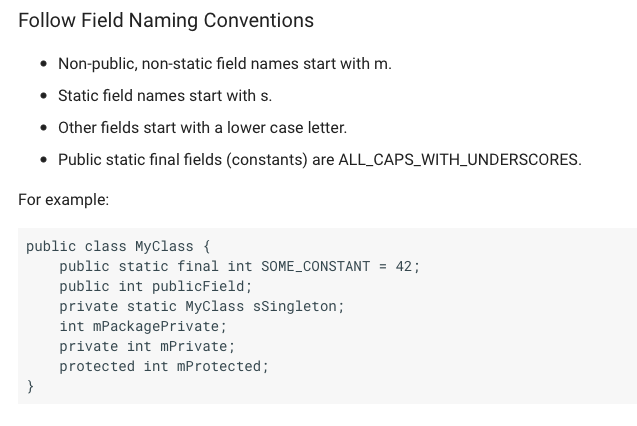 Follow Field Naming Conventions
• Non-public, non-static field names start with m.
• Static field names start with s.
• Other fields start with a lower case letter.
• Public static final fields (constants) are ALL_CAPS_WITH_UNDERSCORES.
For example:
public class MyClass {
    public static final int SOME_CONSTANT = 42;
    public int publicField;
    private static MyClass sSingleton;
    int mPackagePrivate;
    private int mPrivate;
    protected int mProtected;
}